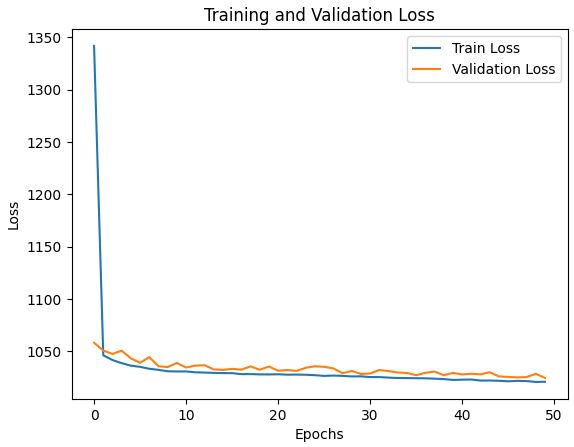 Training and Validation Loss
Train Loss
Validation Loss
Loss
1350
1300
1250
1200
1150
1100
1050
0 10 20 30 40 50
Epochs